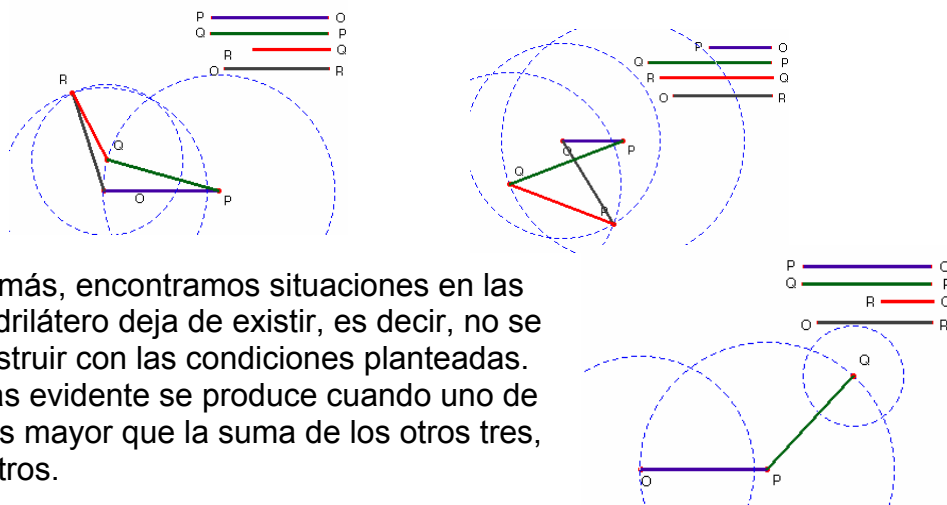 P O
Q P
R Q
O R
R
Q
O
P
P O
Q P
R Q
O R
Q
O
P
R
más, encontramos situaciones en las
drilátero deja de existir, es decir, no se
struir con las condiciones planteadas.
as evidente se produce cuando uno de
s mayor que la suma de los otros tres,
tros.
P O
Q P
R Q
O R
Q
O
P